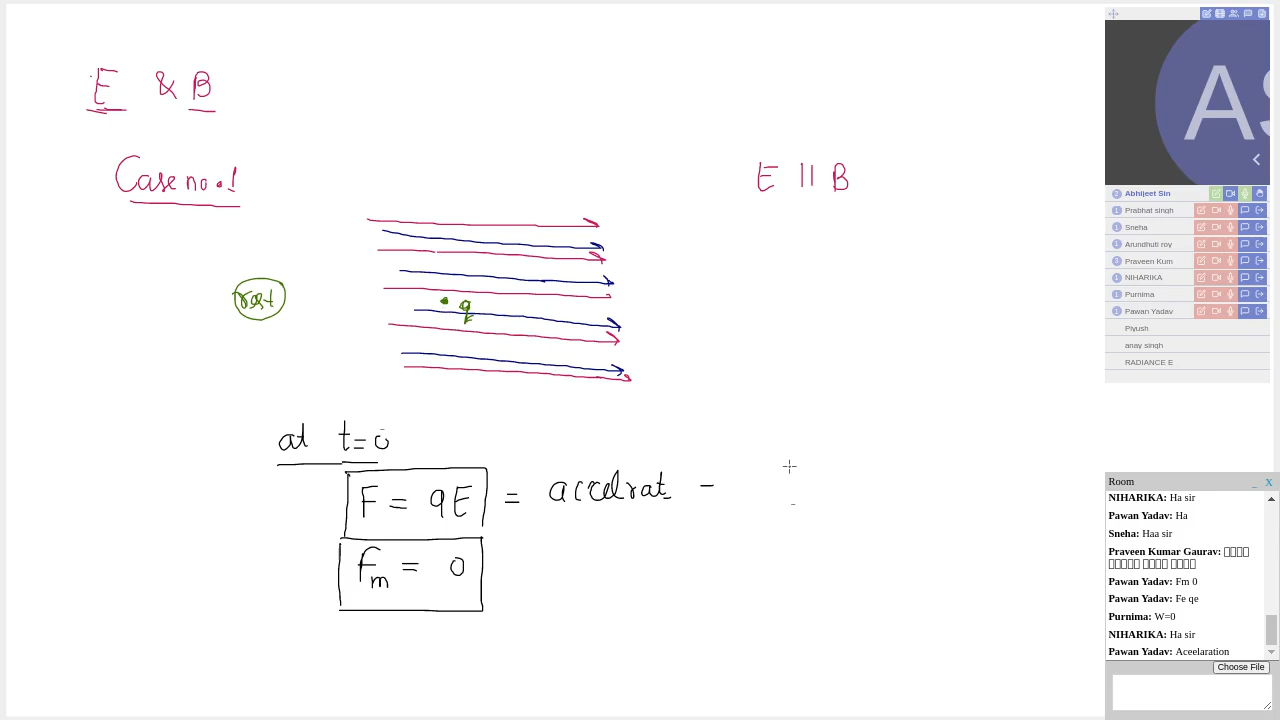 E & B
Case no. 1
E || B
rest
q
at t=0
F = qE = accelrat -
fm = 0
AS
Abhijeet Sin
Prabhat singh
Sneha
Arundhuti roy
Praveen Kum
NIHARIKA
Purnima
Pawan Yadav
Piyush
anay singh
RADIANCE E
Room
_ X
NIHARIKA: Ha sir
Pawan Yadav: Ha
Sneha: Haa sir
Praveen Kumar Gaurav:
Pawan Yadav: Fm 0
Pawan Yadav: Fe qe
Purnima: W=0
NIHARIKA: Ha sir
Pawan Yadav: Aceelaration
Choose File